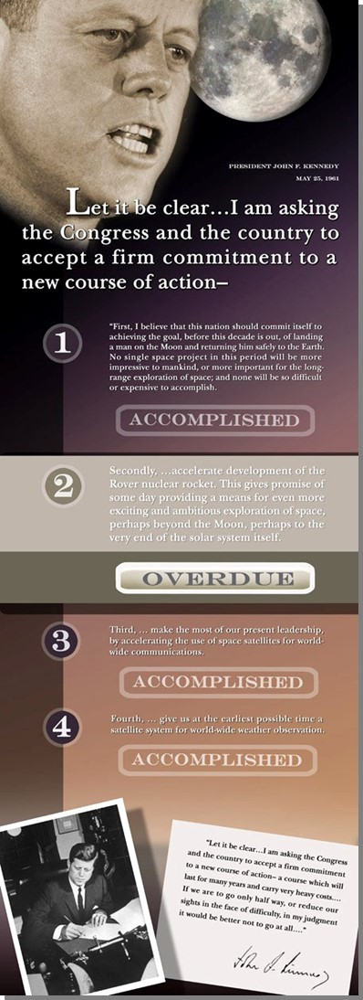 PRESIDENT JOHN F. KENNEDY
MAY 25, 1961
Let it be clear...I am asking
the Congress and the country to
accept a firm commitment to a
new course of action–
1
"First, I believe that this nation should commit itself to
achieving the goal, before this decade is out, of landing
a man on the Moon and returning him safely to the Earth.
No single space project in this period will be more
impressive to mankind, or more important for the long-
range exploration of space; and none will be so difficult
or expensive to accomplish.
ACCOMPLISHED
2
Secondly, ...accelerate development of the
Rover nuclear rocket. This gives promise of
some day providing a means for even more
exciting and ambitious exploration of space,
perhaps beyond the Moon, perhaps to the
very end of the solar system itself.
OVERDUE
3
Third, ... make the most of our present leadership,
by accelerating the use of space satellites for world-
wide communications.
ACCOMPLISHED
4
Fourth, ... give us at the earliest possible time a
satellite system for world-wide weather observation.
ACCOMPLISHED
"Let it be clear...I am asking the Congress
and the country to accept a firm commitment
to a new course of action– a course which will
last for many years and carry very heavy costs....
If we are to go only half way, or reduce our
sights in the face of difficulty, in my judgment
it would be better not to go at all...."
John F. Kennedy